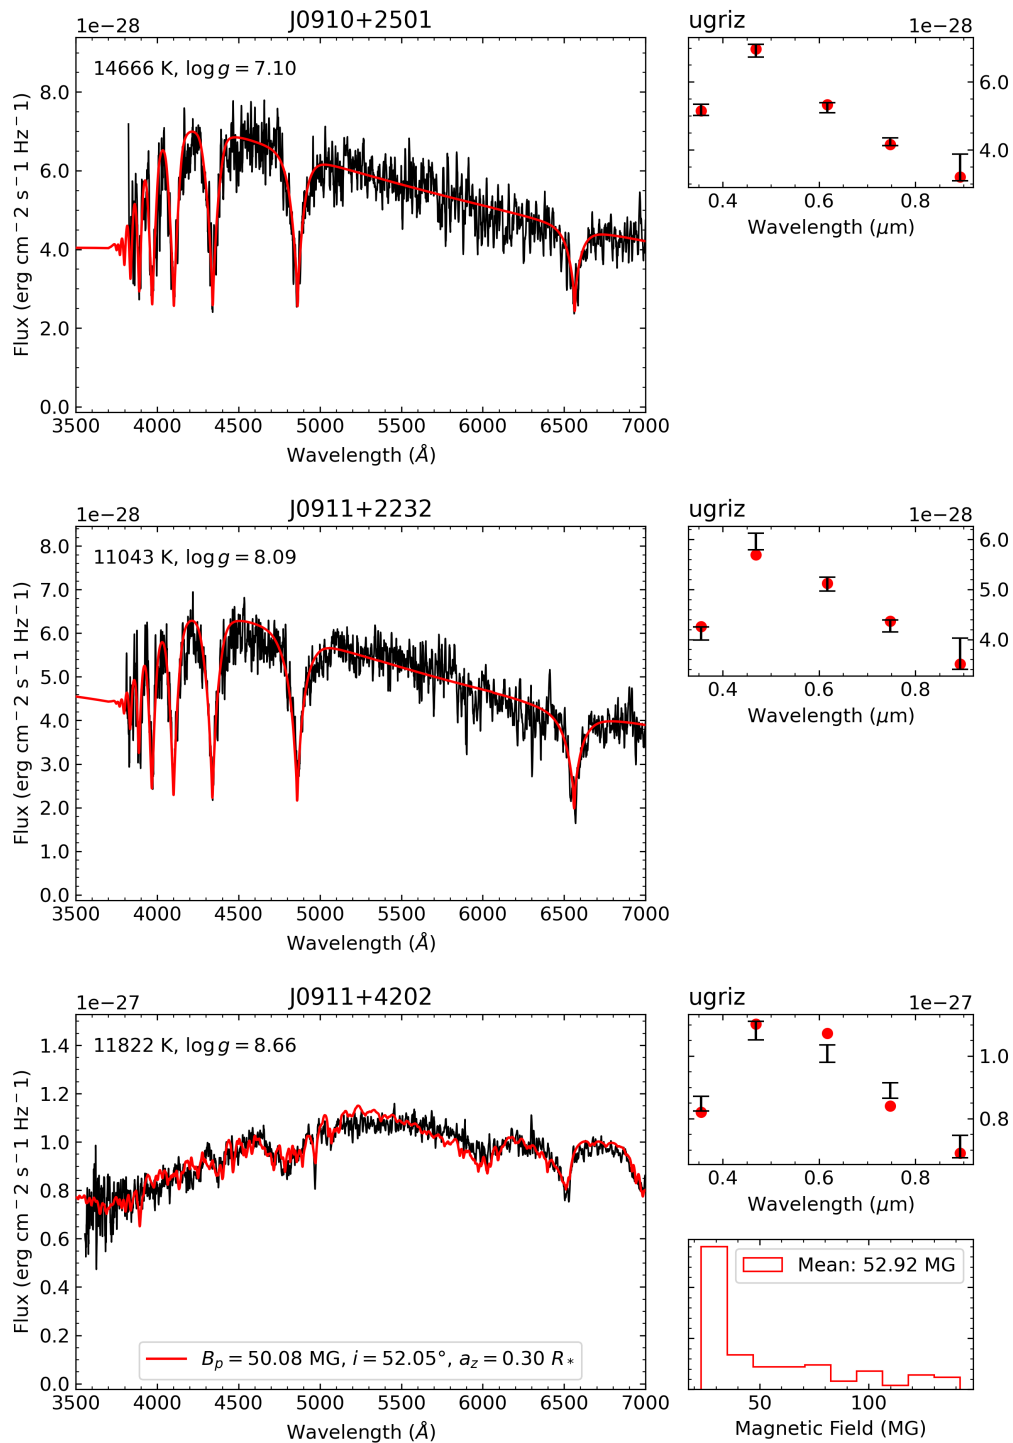 J0910+2501
1e−28
14666 K, log g = 7.10
8.0
6.0
4.0
2.0
0.0
Flux (erg cm−2 s−1 Hz−1)
3500 4000 4500 5000 5500 6000 6500 7000
Wavelength (Å)
ugriz
1e−28
6.0
4.0
0.4 0.6 0.8
Wavelength (μm)
J0911+2232
1e−28
11043 K, log g = 8.09
8.0
7.0
6.0
5.0
4.0
3.0
2.0
1.0
0.0
Flux (erg cm−2 s−1 Hz−1)
3500 4000 4500 5000 5500 6000 6500 7000
Wavelength (Å)
ugriz
1e−28
6.0
5.0
4.0
0.4 0.6 0.8
Wavelength (μm)
J0911+4202
1e−27
11822 K, log g = 8.66
1.4
1.2
1.0
0.8
0.6
0.4
0.2
0.0
Flux (erg cm−2 s−1 Hz−1)
B_p = 50.08 MG, i = 52.05°, a_z = 0.30 R_*
3500 4000 4500 5000 5500 6000 6500 7000
Wavelength (Å)
ugriz
1e−27
1.0
0.8
0.4 0.6 0.8
Wavelength (μm)
Mean: 52.92 MG
50 100
Magnetic Field (MG)